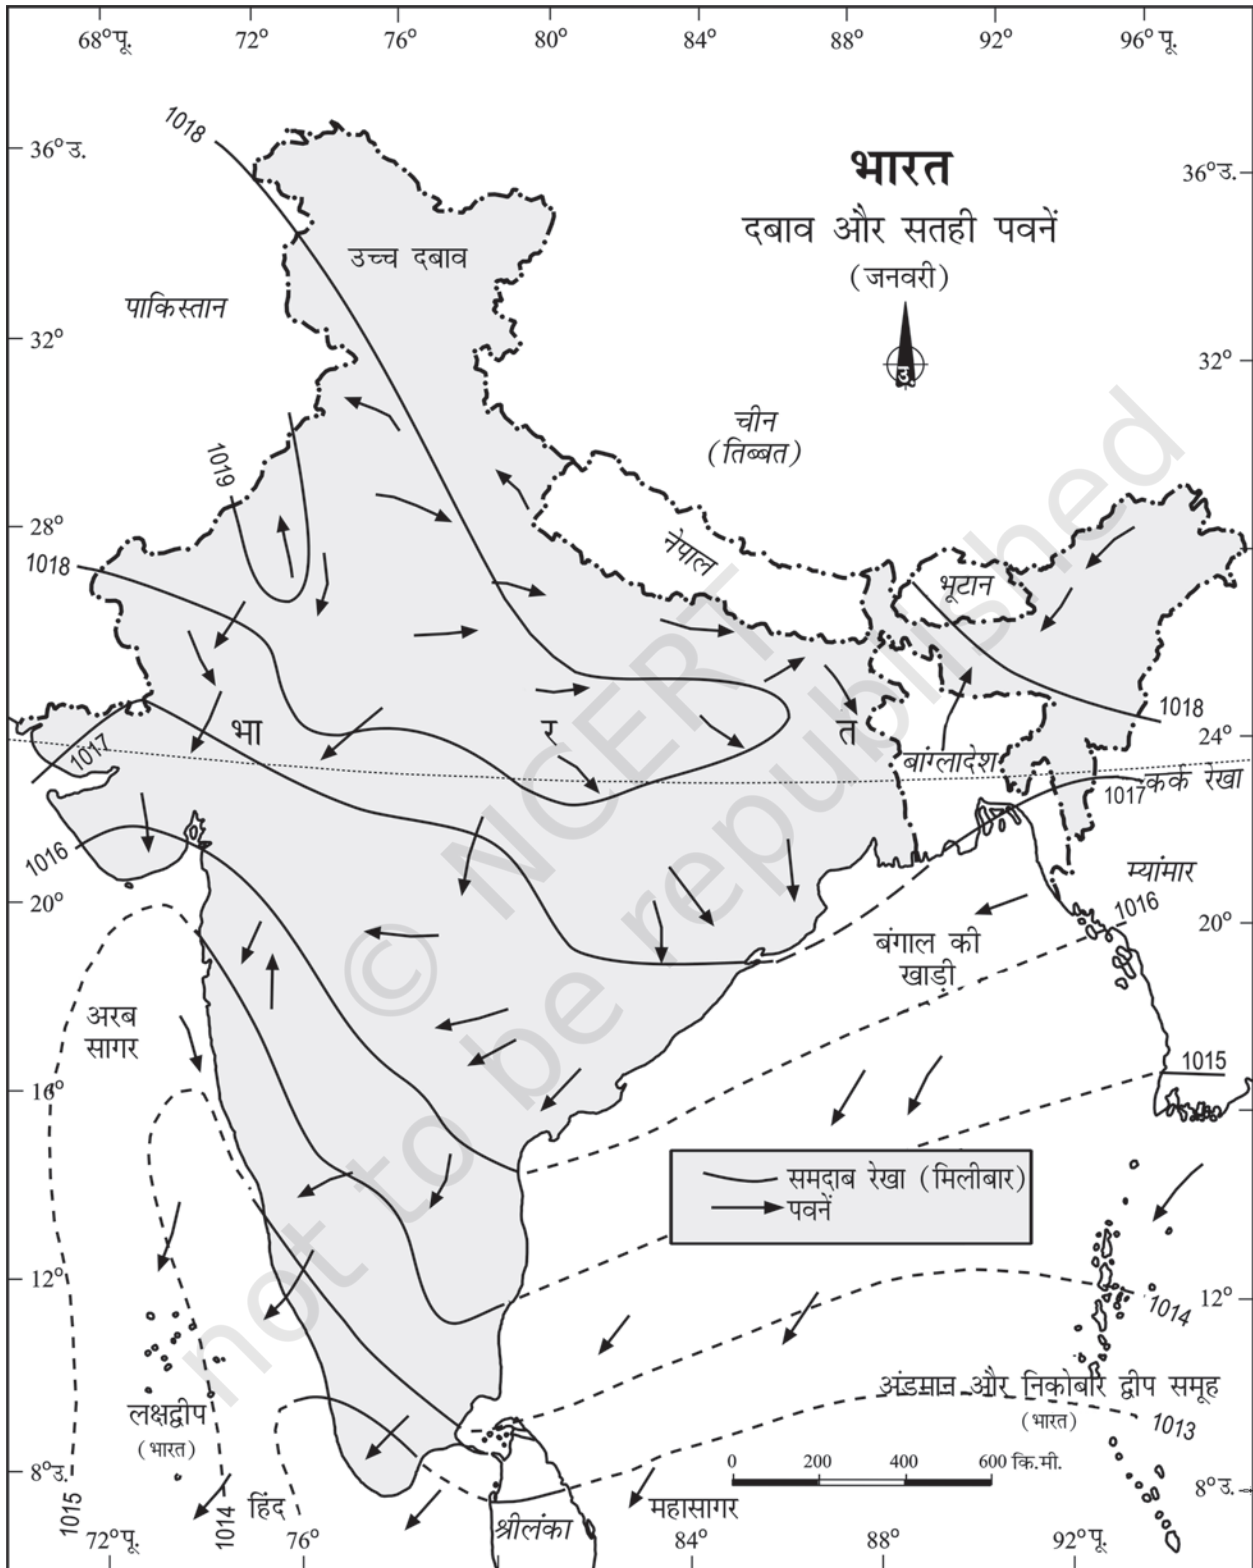 68°पू.
72°
76°
80°
84°
88°
92°
96°पू.
1018
36°उ.
36°उ.
भारत
दबाव और सतही पवनें
(जनवरी)
उच्च दबाव
पाकिस्तान
32°
32°
उ.
चीन
(तिब्बत)
1019
28°
नेपाल
1018
भूटान
1018
भा
र
त
24°
1017
बांग्लादेश
1017
कर्क रेखा
1016
म्यांमार
20°
1016
20°
बंगाल की
खाड़ी
अरब
सागर
16°
1015
समदाब रेखा (मिलीबार)
पवनें
12°
12°
1014
अंडमान और निकोबार द्वीप समूह
(भारत)
1013
लक्षद्वीप
(भारत)
0 200 400 600 कि.मी.
8°उ.
8°उ.
1015
1014
हिंद
महासागर
श्रीलंका
72°पू.
76°
84°
88°
92°पू.
© NCERT
not to be republished